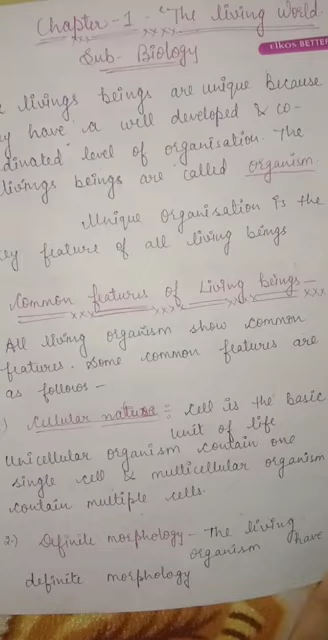 Chapter-1 - "The living World
Sub- Biology
elkos BETTER
livings beings are unique because
have a well developed & co-
dinated level of organisation. The
livings beings are called organism.
Unique Organisation is the
key feature of all living beings
Common features of Living beings -
All living organism show common
features. Some common features are
as follows -
) Cellular nature :- Cell is the basic
unit of life
Unicellular organism contain one
single cell & multicellular organism
contain multiple cells.
2.) Definite morphology - The living
organism have
definite morphology